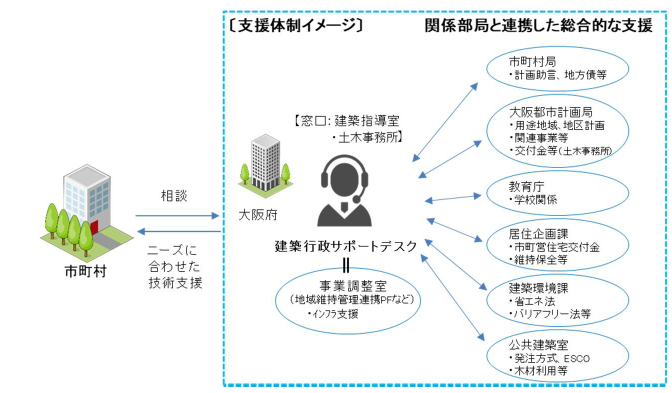 〔支援体制イメージ〕
関係部局と連携した総合的な支援
【窓口：建築指導室
・土木事務所】
大阪府
建築行政サポートデスク
事業調整室
（地域維持管理連携PFなど）
・インフラ支援
相談
ニーズに
合わせた
技術支援
市町村
市町村局
・計画助言、地方債等
大阪都市計画局
・用途地域、地区計画
・関連事業等
・交付金等（土木事務所）
教育庁
・学校関係
居住企画課
・市町営住宅交付金
・維持保全等
建築環境課
・省エネ法
・バリアフリー法等
公共建築室
・発注方式、ESCO
・木材利用等